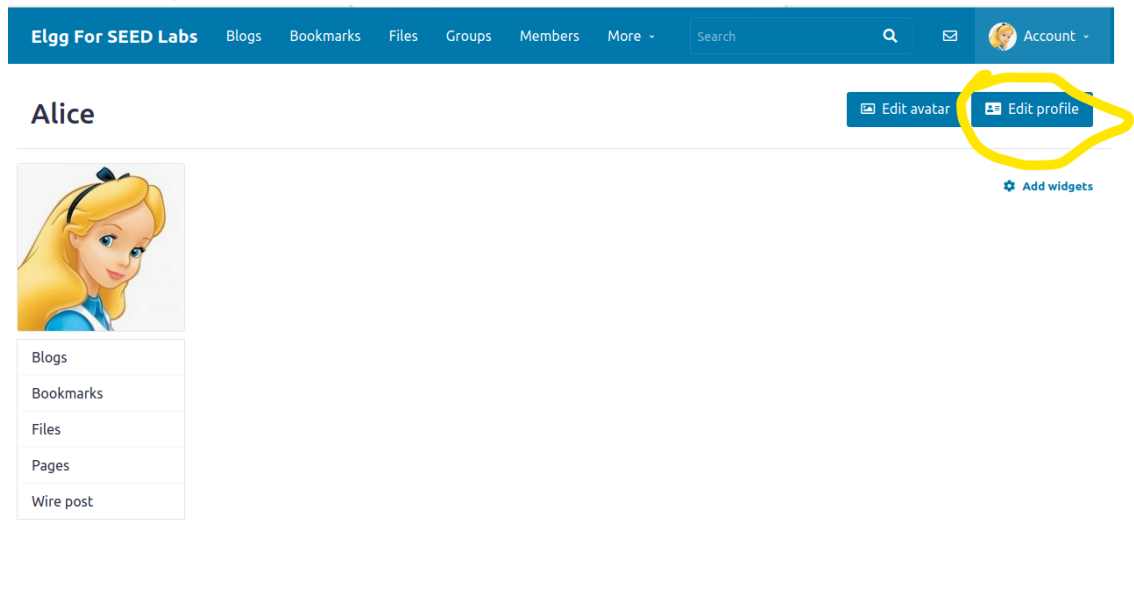 Elgg For SEED Labs Blogs Bookmarks Files Groups Members More Search Account
Alice Edit avatar Edit profile
Add widgets
Blogs
Bookmarks
Files
Pages
Wire post